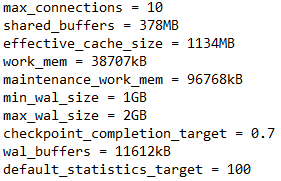 max_connections = 10
shared_buffers = 378MB
effective_cache_size = 1134MB
work_mem = 38707kB
maintenance_work_mem = 96768kB
min_wal_size = 1GB
max_wal_size = 2GB
checkpoint_completion_target = 0.7
wal_buffers = 11612kB
default_statistics_target = 100